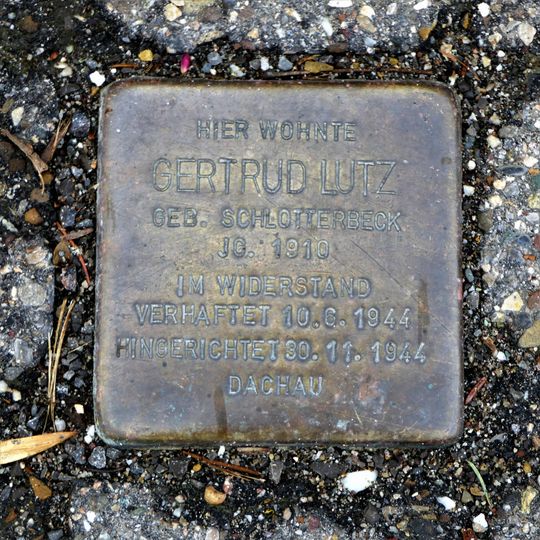 HIER WOHNTE
GERTRUD LUTZ
GEB. SCHLOTTERBECK
JG. 1910
IM WIDERSTAND
VERHAFTET 10.6.1944
HINGERICHTET 30.11.1944
DACHAU